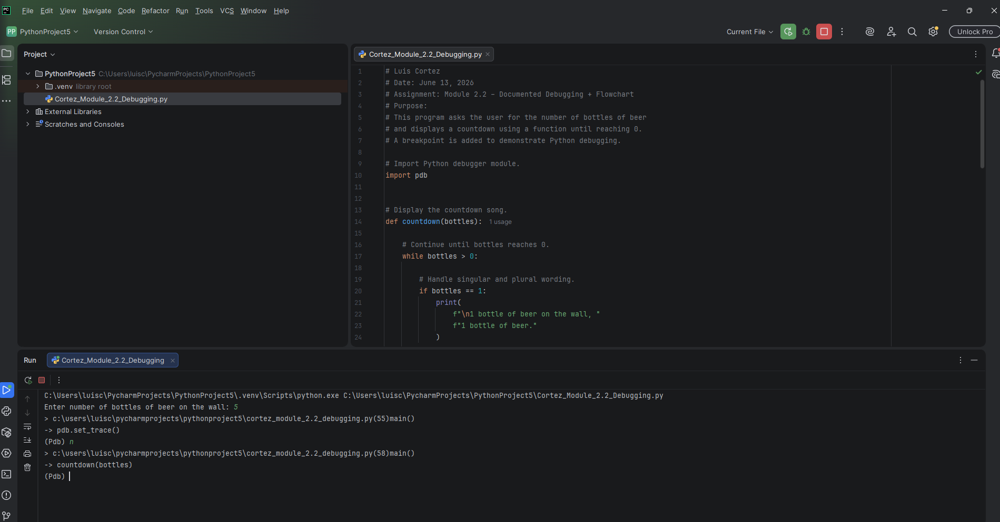 PC
File Edit View Navigate Code Refactor Run Tools VCS Window Help
PP PythonProject5 Version Control Current File Unlock Pro
Project
PythonProject5 C:\Users\luisc\PycharmProjects\PythonProject5
.venv library root
Cortez_Module_2.2_Debugging.py
External Libraries
Scratches and Consoles
Cortez_Module_2.2_Debugging.py
1 # Luis Cortez
2 # Date: June 13, 2026
3 # Assignment: Module 2.2 – Documented Debugging + Flowchart
4 # Purpose:
5 # This program asks the user for the number of bottles of beer
6 # and displays a countdown using a function until reaching 0.
7 # A breakpoint is added to demonstrate Python debugging.
8
9 # Import Python debugger module.
10 import pdb
11
12
13 # Display the countdown song.
14 def countdown(bottles): 1 usage
15
16 # Continue until bottles reaches 0.
17 while bottles > 0:
18
19 # Handle singular and plural wording.
20 if bottles == 1:
21 print(
22 f"\n1 bottle of beer on the wall, "
23 f"1 bottle of beer."
24 )
Run Cortez_Module_2.2_Debugging
C:\Users\luisc\PycharmProjects\PythonProject5\.venv\Scripts\python.exe C:\Users\luisc\PycharmProjects\PythonProject5\Cortez_Module_2.2_Debugging.py
Enter number of bottles of beer on the wall: 5
> c:\users\luisc\pycharmprojects\pythonproject5\cortez_module_2.2_debugging.py(55)main()
-> pdb.set_trace()
(Pdb) n
> c:\users\luisc\pycharmprojects\pythonproject5\cortez_module_2.2_debugging.py(58)main()
-> countdown(bottles)
(Pdb)